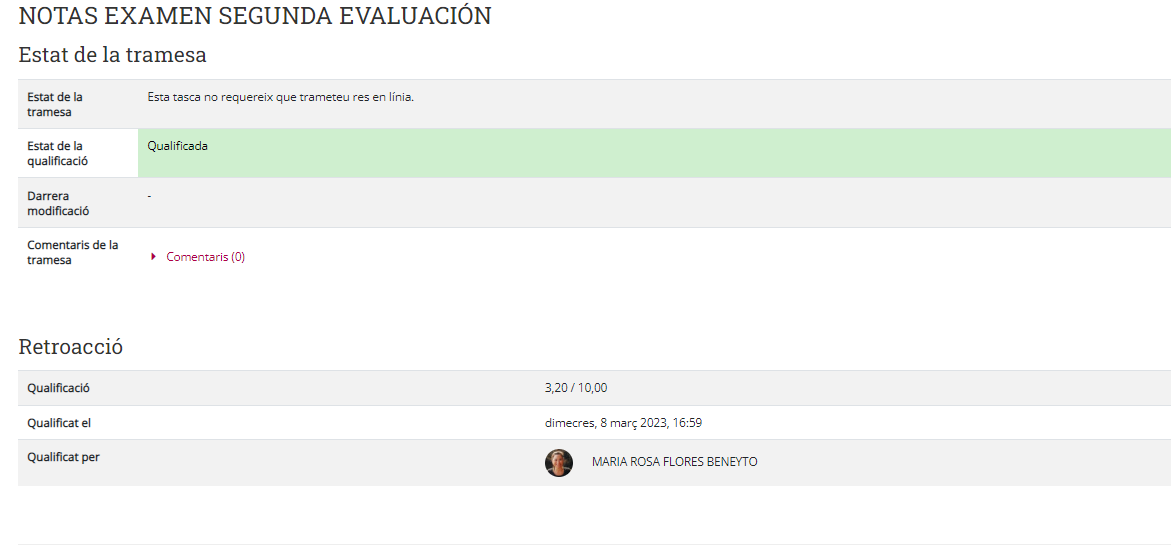 NOTAS EXAMEN SEGUNDA EVALUACIÓN
Estat de la tramesa
Estat de la tramesa
Esta tasca no requereix que trameteu res en línia.
Estat de la qualificació
Qualificada
Darrera modificació
-
Comentaris de la tramesa
Comentaris (0)
Retroacció
Qualificació
3,20 / 10,00
Qualificat el
dimecres, 8 març 2023, 16:59
Qualificat per
MARIA ROSA FLORES BENEYTO